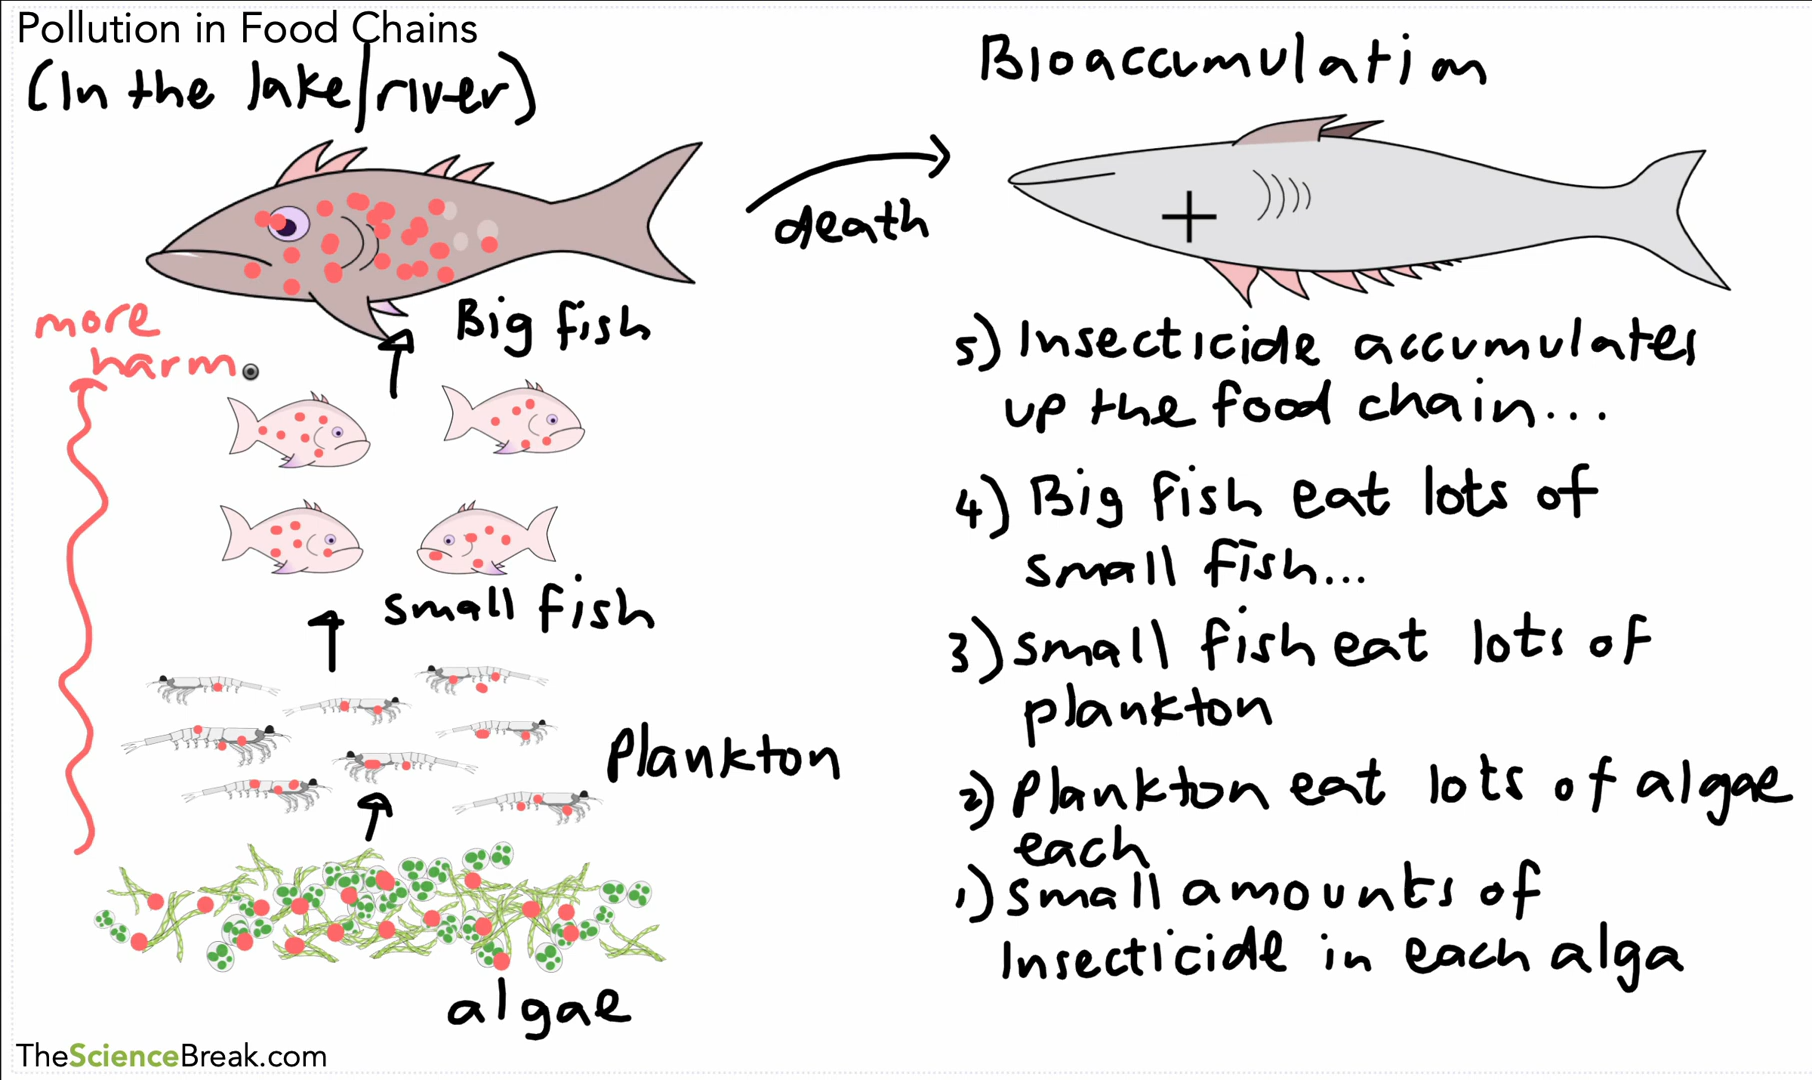 Pollution in Food Chains
(In the lake/river)
more
harm
Big fish
small fish
Plankton
algae
TheScienceBreak.com
death
Bioaccumulation
5) Insecticide accumulates
up the food chain...
4) Big fish eat lots of
small fish...
3) small fish eat lots of
plankton
2) Plankton eat lots of algae
each
1) Small amounts of
Insecticide in each alga